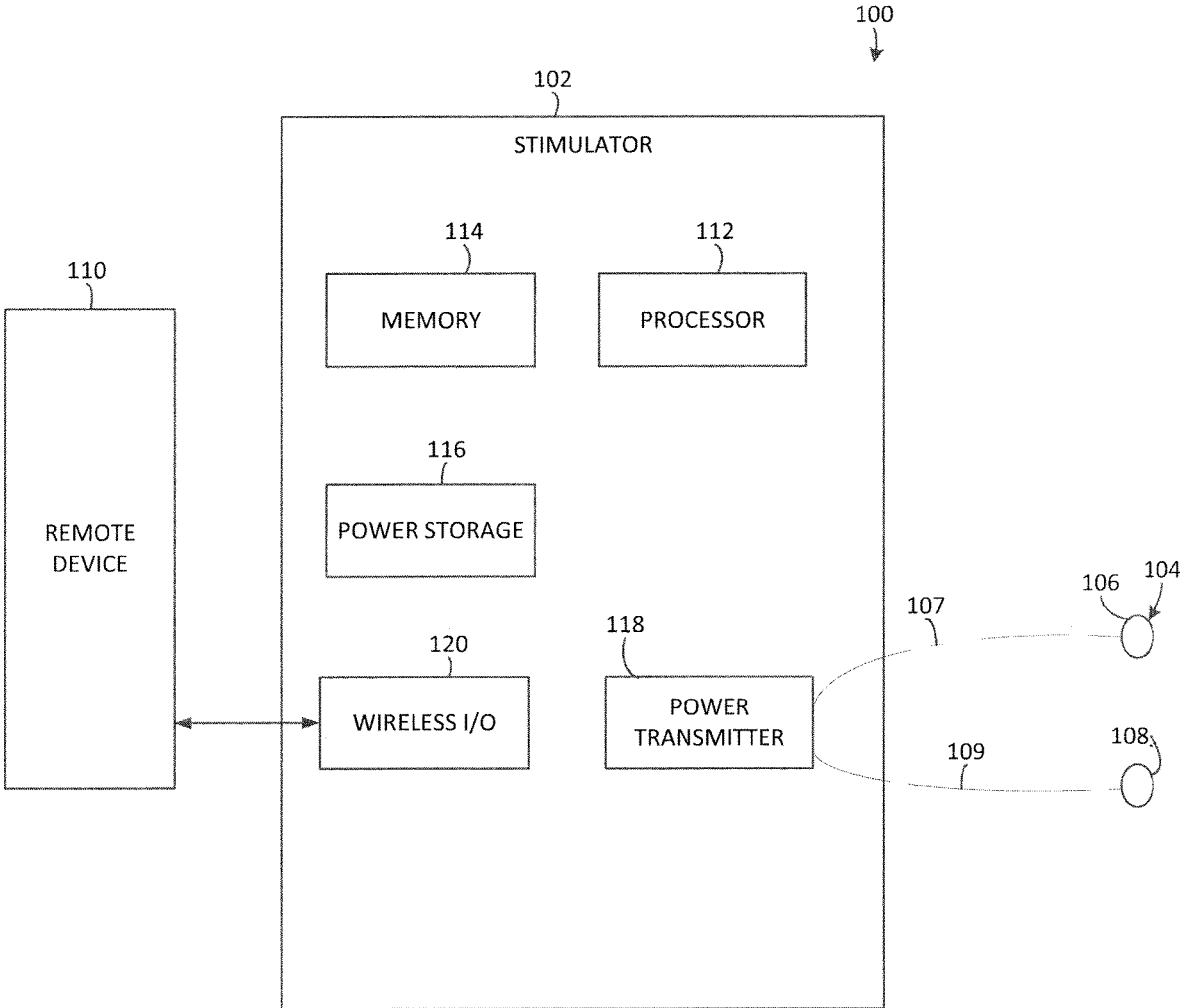 100
102
STIMULATOR
114
112
110
MEMORY
PROCESSOR
116
REMOTE
DEVICE
POWER STORAGE
106
104
107
118
120
WIRELESS I/O
POWER
TRANSMITTER
108
109